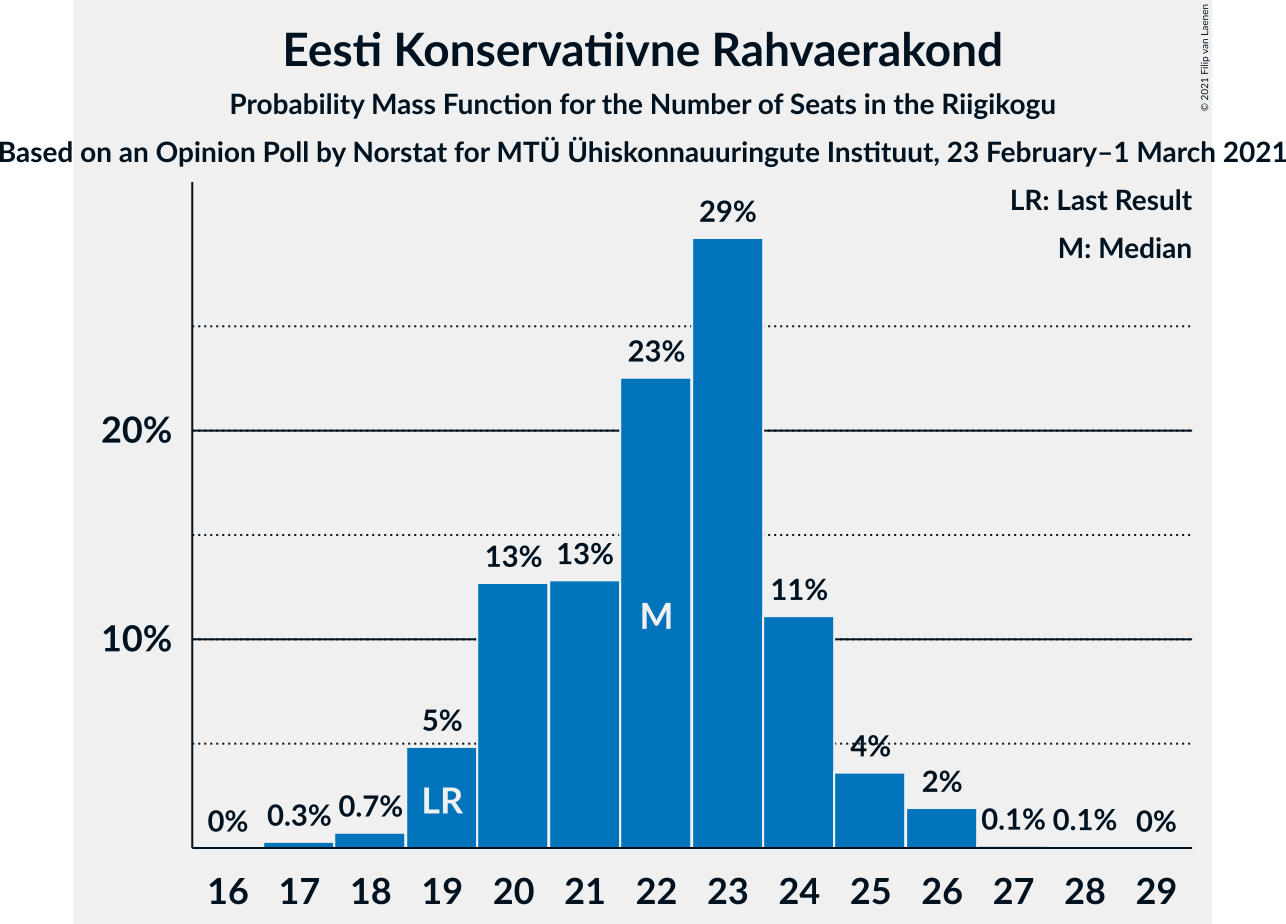 Eesti Konservatiivne Rahvaerakond
Probability Mass Function for the Number of Seats in the Riigikogu
Based on an Opinion Poll by Norstat for MTÜ Ühiskonnauuringute Instituut, 23 February–1 March 2021
© 2021 Filip van Laenen
LR: Last Result
M: Median
29%
23%
20%
13% 13%
11%
M
10%
5%
4%
2%
LR
0% 0.3% 0.7% 0.1% 0.1% 0%
16 17 18 19 20 21 22 23 24 25 26 27 28 29